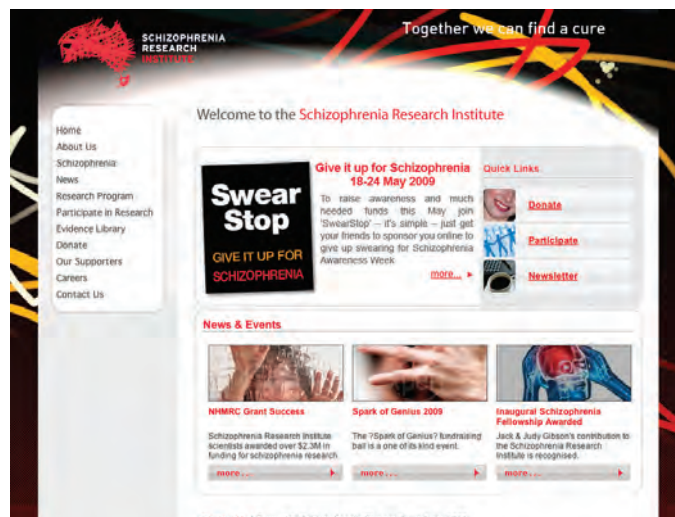 SCHIZOPHRENIA
RESEARCH
INSTITUTE
Together we can find a cure
Home
About Us
Schizophrenia
News
Research Program
Participate in Research
Evidence Library
Donate
Our Supporters
Careers
Contact Us
Welcome to the Schizophrenia Research Institute
Swear
Stop
GIVE IT UP FOR
SCHIZOPHRENIA
Give it up for Schizophrenia
18-24 May 2009
To raise awareness and much
needed funds this May join
'SwearStop' – it's simple – just get
your friends to sponsor you online to
give up swearing for Schizophrenia
Awareness Week
more...
Quick Links
Donate
Participate
Newsletter
News & Events
NHMRC Grant Success
Schizophrenia Research Institute
scientists awarded over $2.3M in
funding for schizophrenia research.
more...
Spark of Genius 2009
The ?Spark of Genius? fundraising
ball is a one of its kind event.
more...
Inaugural Schizophrenia
Fellowship Awarded
Jack & Judy Gibson's contribution to
the Schizophrenia Research
Institute is recognised.
more...